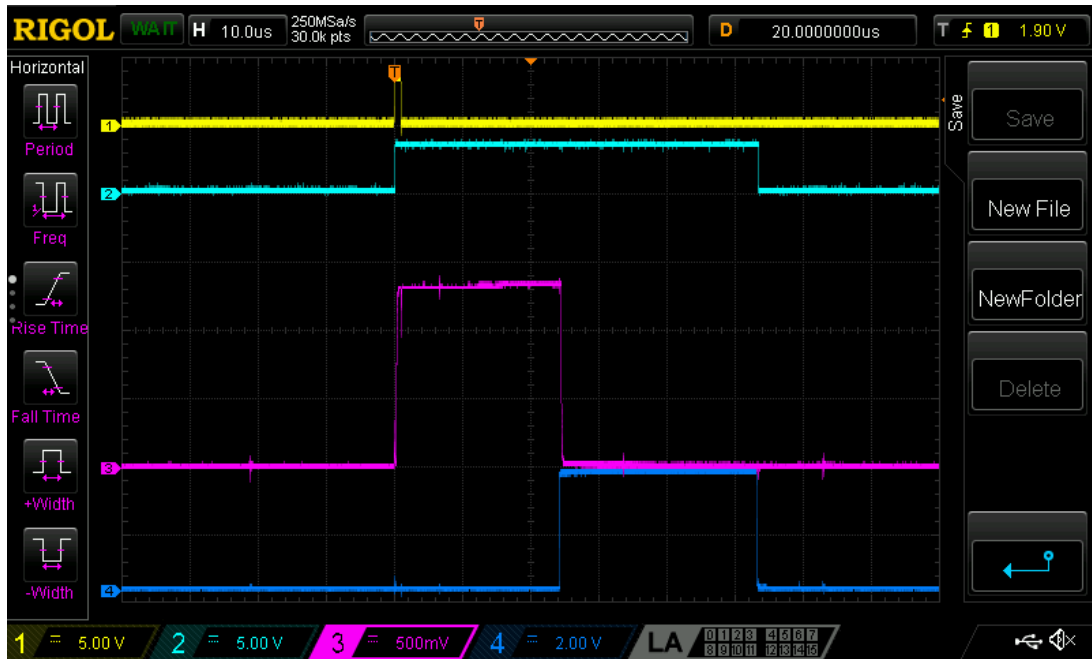 RIGOL WAIT H 10.0us 250MSa/s 30.0k pts T D 20.0000000us T 1 1.90 V
Horizontal
Period
Freq
Rise Time
Fall Time
+Width
-Width
T
1
2
3
4
Save
Save
New File
NewFolder
Delete
1 5.00 V 2 5.00 V 3 500mV 4 2.00 V LA 0 1 2 3 4 5 6 7
8 9 10 11 12 13 14 15